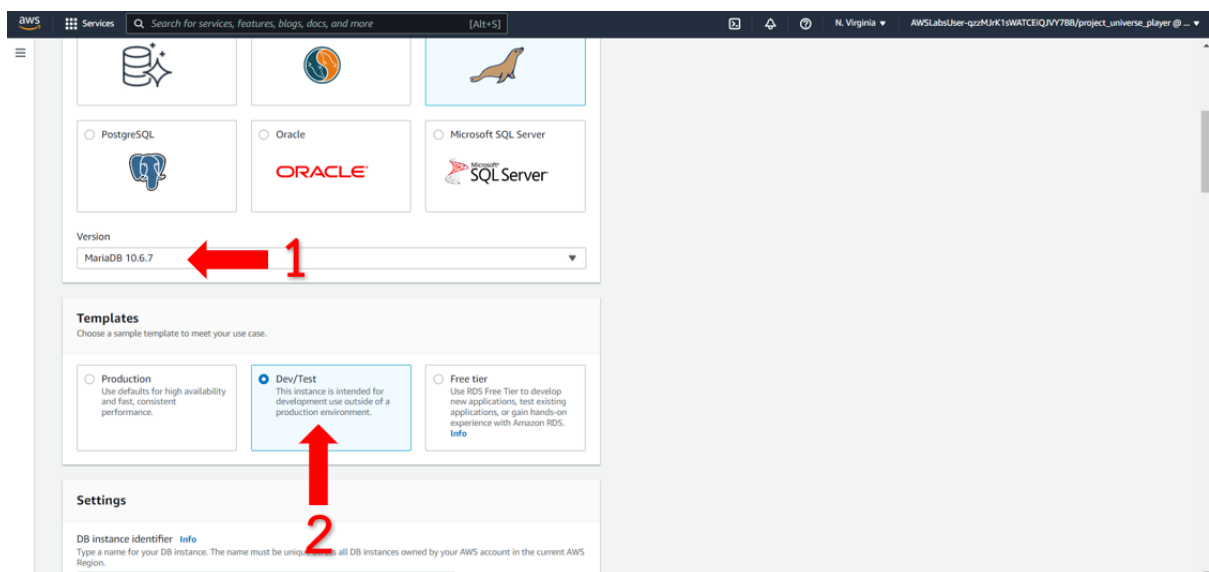 aws
Services
Search for services, features, blogs, docs, and more
[Alt+S]
N. Virginia
AWSLabsUser-qzzMJrK1sWATCEiQJVY7BB/project_universe_player @ ...
PostgreSQL
Oracle
Microsoft SQL Server
ORACLE
Microsoft
SQL Server
Version
MariaDB 10.6.7
1
Templates
Choose a sample template to meet your use case.
Production
Use defaults for high availability
and fast, consistent
performance.
Dev/Test
This instance is intended for
development use outside of a
production environment.
Free tier
Use RDS Free Tier to develop
new applications, test existing
applications, or gain hands-on
experience with Amazon RDS.
Info
2
Settings
DB instance identifier Info
Type a name for your DB instance. The name must be all DB instances owned by your AWS account in the current AWS
Region.